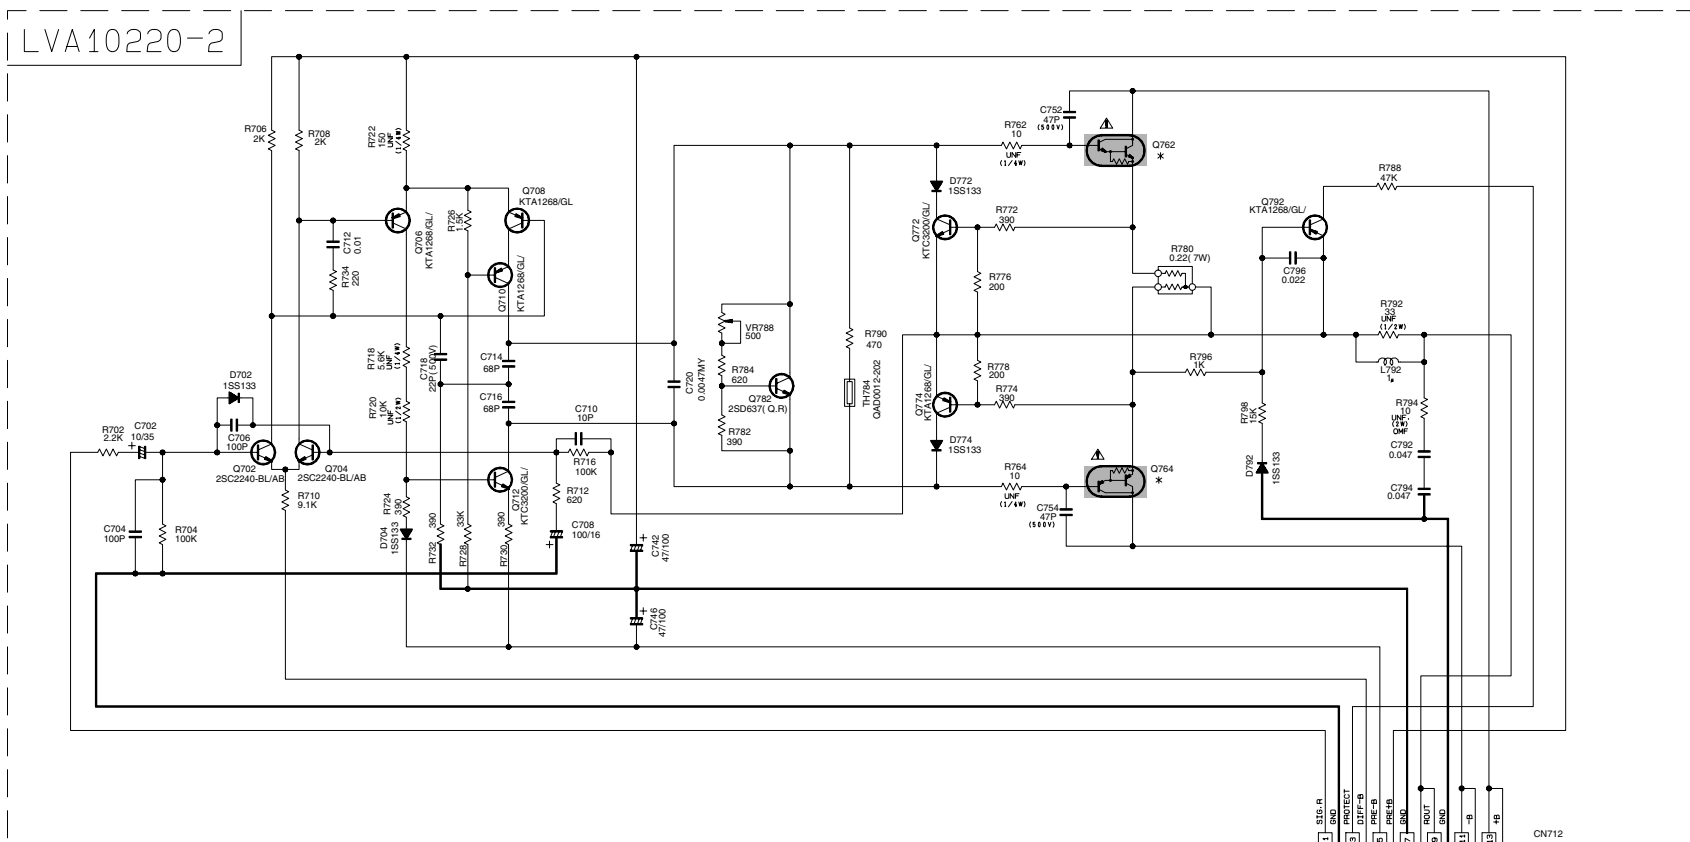 LVA10220-2
R706
2K
R708
2K
R722
150
UNF
(1/4W)
Q706
KTA1268/GL/
C712
0.01
R734
220
R726
1.5K
Q708
KTA1268/GL
Q710
KTA1268/GL/
R718
5.6K
UNF
(1/4W)
C718
22P(500V)
C714
68P
C716
68P
R720
10K
UNF
(1/2W)
D702
1SS133
C706
100P
R702
2.2K
C702
10/35
+
Q702
2SC2240-BL/AB
Q704
2SC2240-BL/AB
R710
9.1K
C704
100P
R704
100K
R724
390
D704
1SS133
R732
390
R728
33K
R730
390
Q712
KTC3200/GL/
C710
10P
R716
100K
R712
620
C708
100/16
+
C742
47/100
+
C746
47/100
+
C720
0.0047MY
VR788
500
R784
620
R782
390
Q782
2SD637( Q.R)
R790
470
TH784
QAD0012-202
D772
1SS133
Q772
KTC3200/GL/
R772
390
R776
200
R778
200
R774
390
Q774
KTA1268/GL/
D774
1SS133
R762
10
UNF
(1/4W)
C752
47P
(500V)
Q762
*
R764
10
UNF
(1/4W)
C754
47P
(500V)
Q764
*
R780
0.22( 7W)
R788
47K
Q792
KTA1268/GL/
C796
0.022
R796
1K
R798
15K
D792
1SS133
R792
33
UNF
(1/2W)
L792
1µ
R794
10
UNF.
(2W)
OMF
C792
0.047
C794
0.047
SIG.R
GND
PROTECT
DIFF-B
PRE-B
PRE+B
GND
ROUT
GND
-B
+B
1
3
5
7
9
11
13
CN712